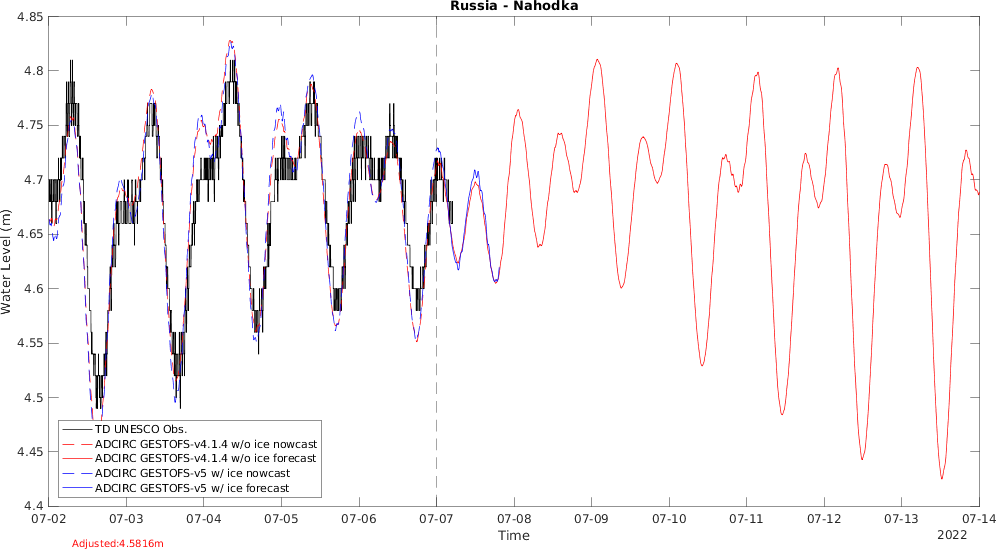 Russia - Nahodka
4.85
4.8
4.75
4.7
4.65
4.6
4.55
4.5
4.45
4.4
Water Level (m)
TD UNESCO Obs.
ADCIRC GESTOFS-v4.1.4 w/o ice nowcast
ADCIRC GESTOFS-v4.1.4 w/o ice forecast
ADCIRC GESTOFS-v5 w/ ice nowcast
ADCIRC GESTOFS-v5 w/ ice forecast
07-02 07-03 07-04 07-05 07-06 07-07 07-08 07-09 07-10 07-11 07-12 07-13 07-14
Time
2022
Adjusted:4.5816m